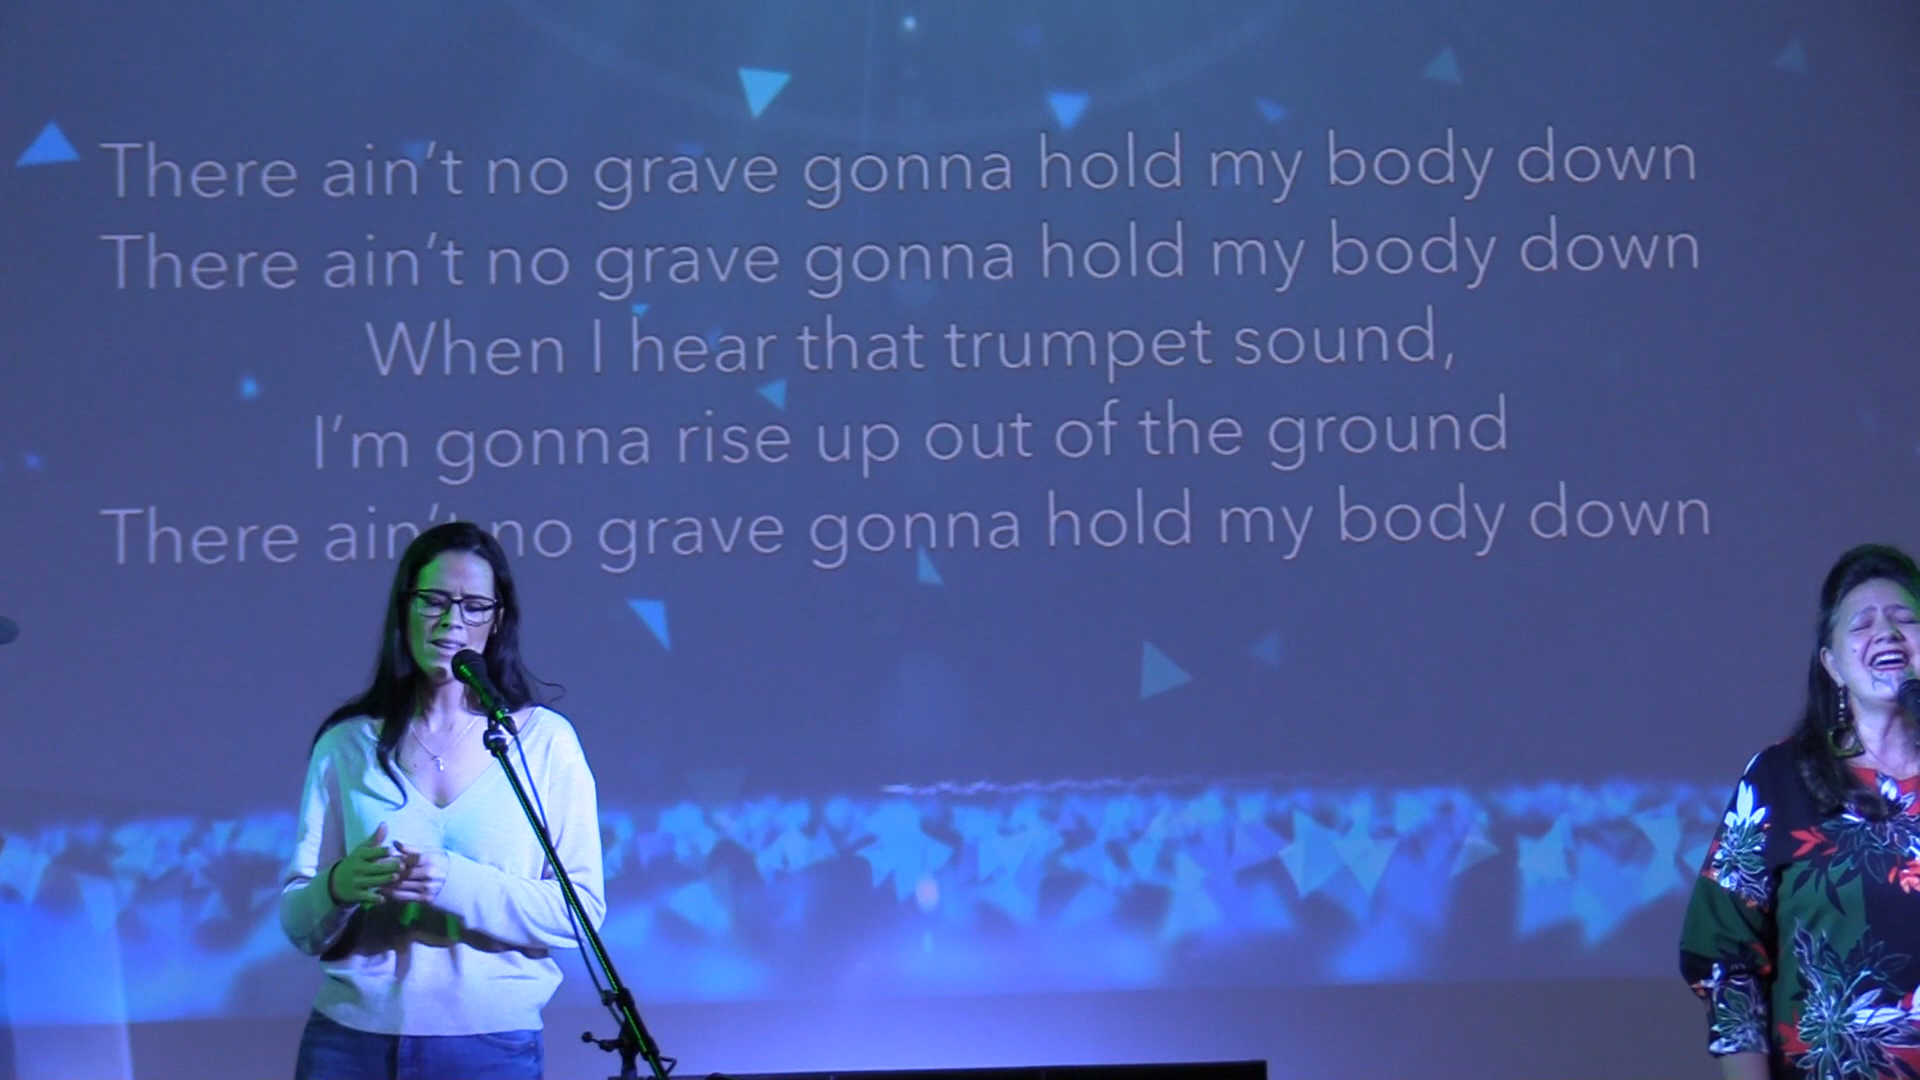 There ain't no grave gonna hold my body down
There ain't no grave gonna hold my body down
When I hear that trumpet sound,
I'm gonna rise up out of the ground
There ain't no grave gonna hold my body down